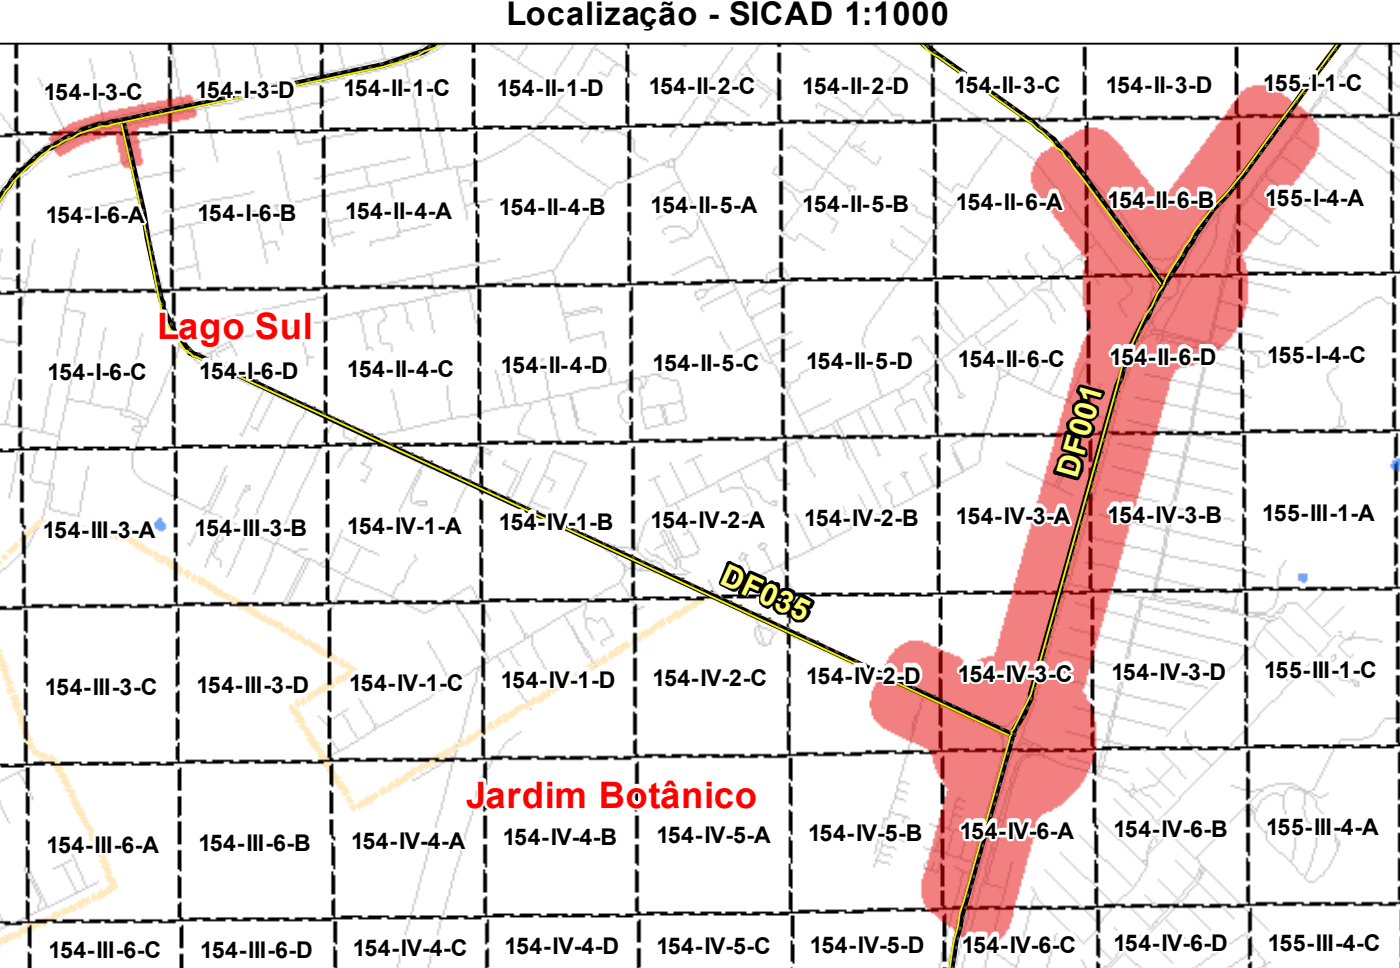 Localização - SICAD 1:1000
154-I-3-C 154-I-3-D 154-II-1-C 154-II-1-D 154-II-2-C 154-II-2-D 154-II-3-C 154-II-3-D 155-I-1-C
154-I-6-A 154-I-6-B 154-II-4-A 154-II-4-B 154-II-5-A 154-II-5-B 154-II-6-A 154-II-6-B 155-I-4-A
Lago Sul
154-I-6-C 154-I-6-D 154-II-4-C 154-II-4-D 154-II-5-C 154-II-5-D 154-II-6-C 154-II-6-D 155-I-4-C
DF001
154-III-3-A 154-III-3-B 154-IV-1-A 154-IV-1-B 154-IV-2-A 154-IV-2-B 154-IV-3-A 154-IV-3-B 155-III-1-A
DF035
154-III-3-C 154-III-3-D 154-IV-1-C 154-IV-1-D 154-IV-2-C 154-IV-2-D 154-IV-3-C 154-IV-3-D 155-III-1-C
Jardim Botânico
154-III-6-A 154-III-6-B 154-IV-4-A 154-IV-4-B 154-IV-5-A 154-IV-5-B 154-IV-6-A 154-IV-6-B 155-III-4-A
154-III-6-C 154-III-6-D 154-IV-4-C 154-IV-4-D 154-IV-5-C 154-IV-5-D 154-IV-6-C 154-IV-6-D 155-III-4-C